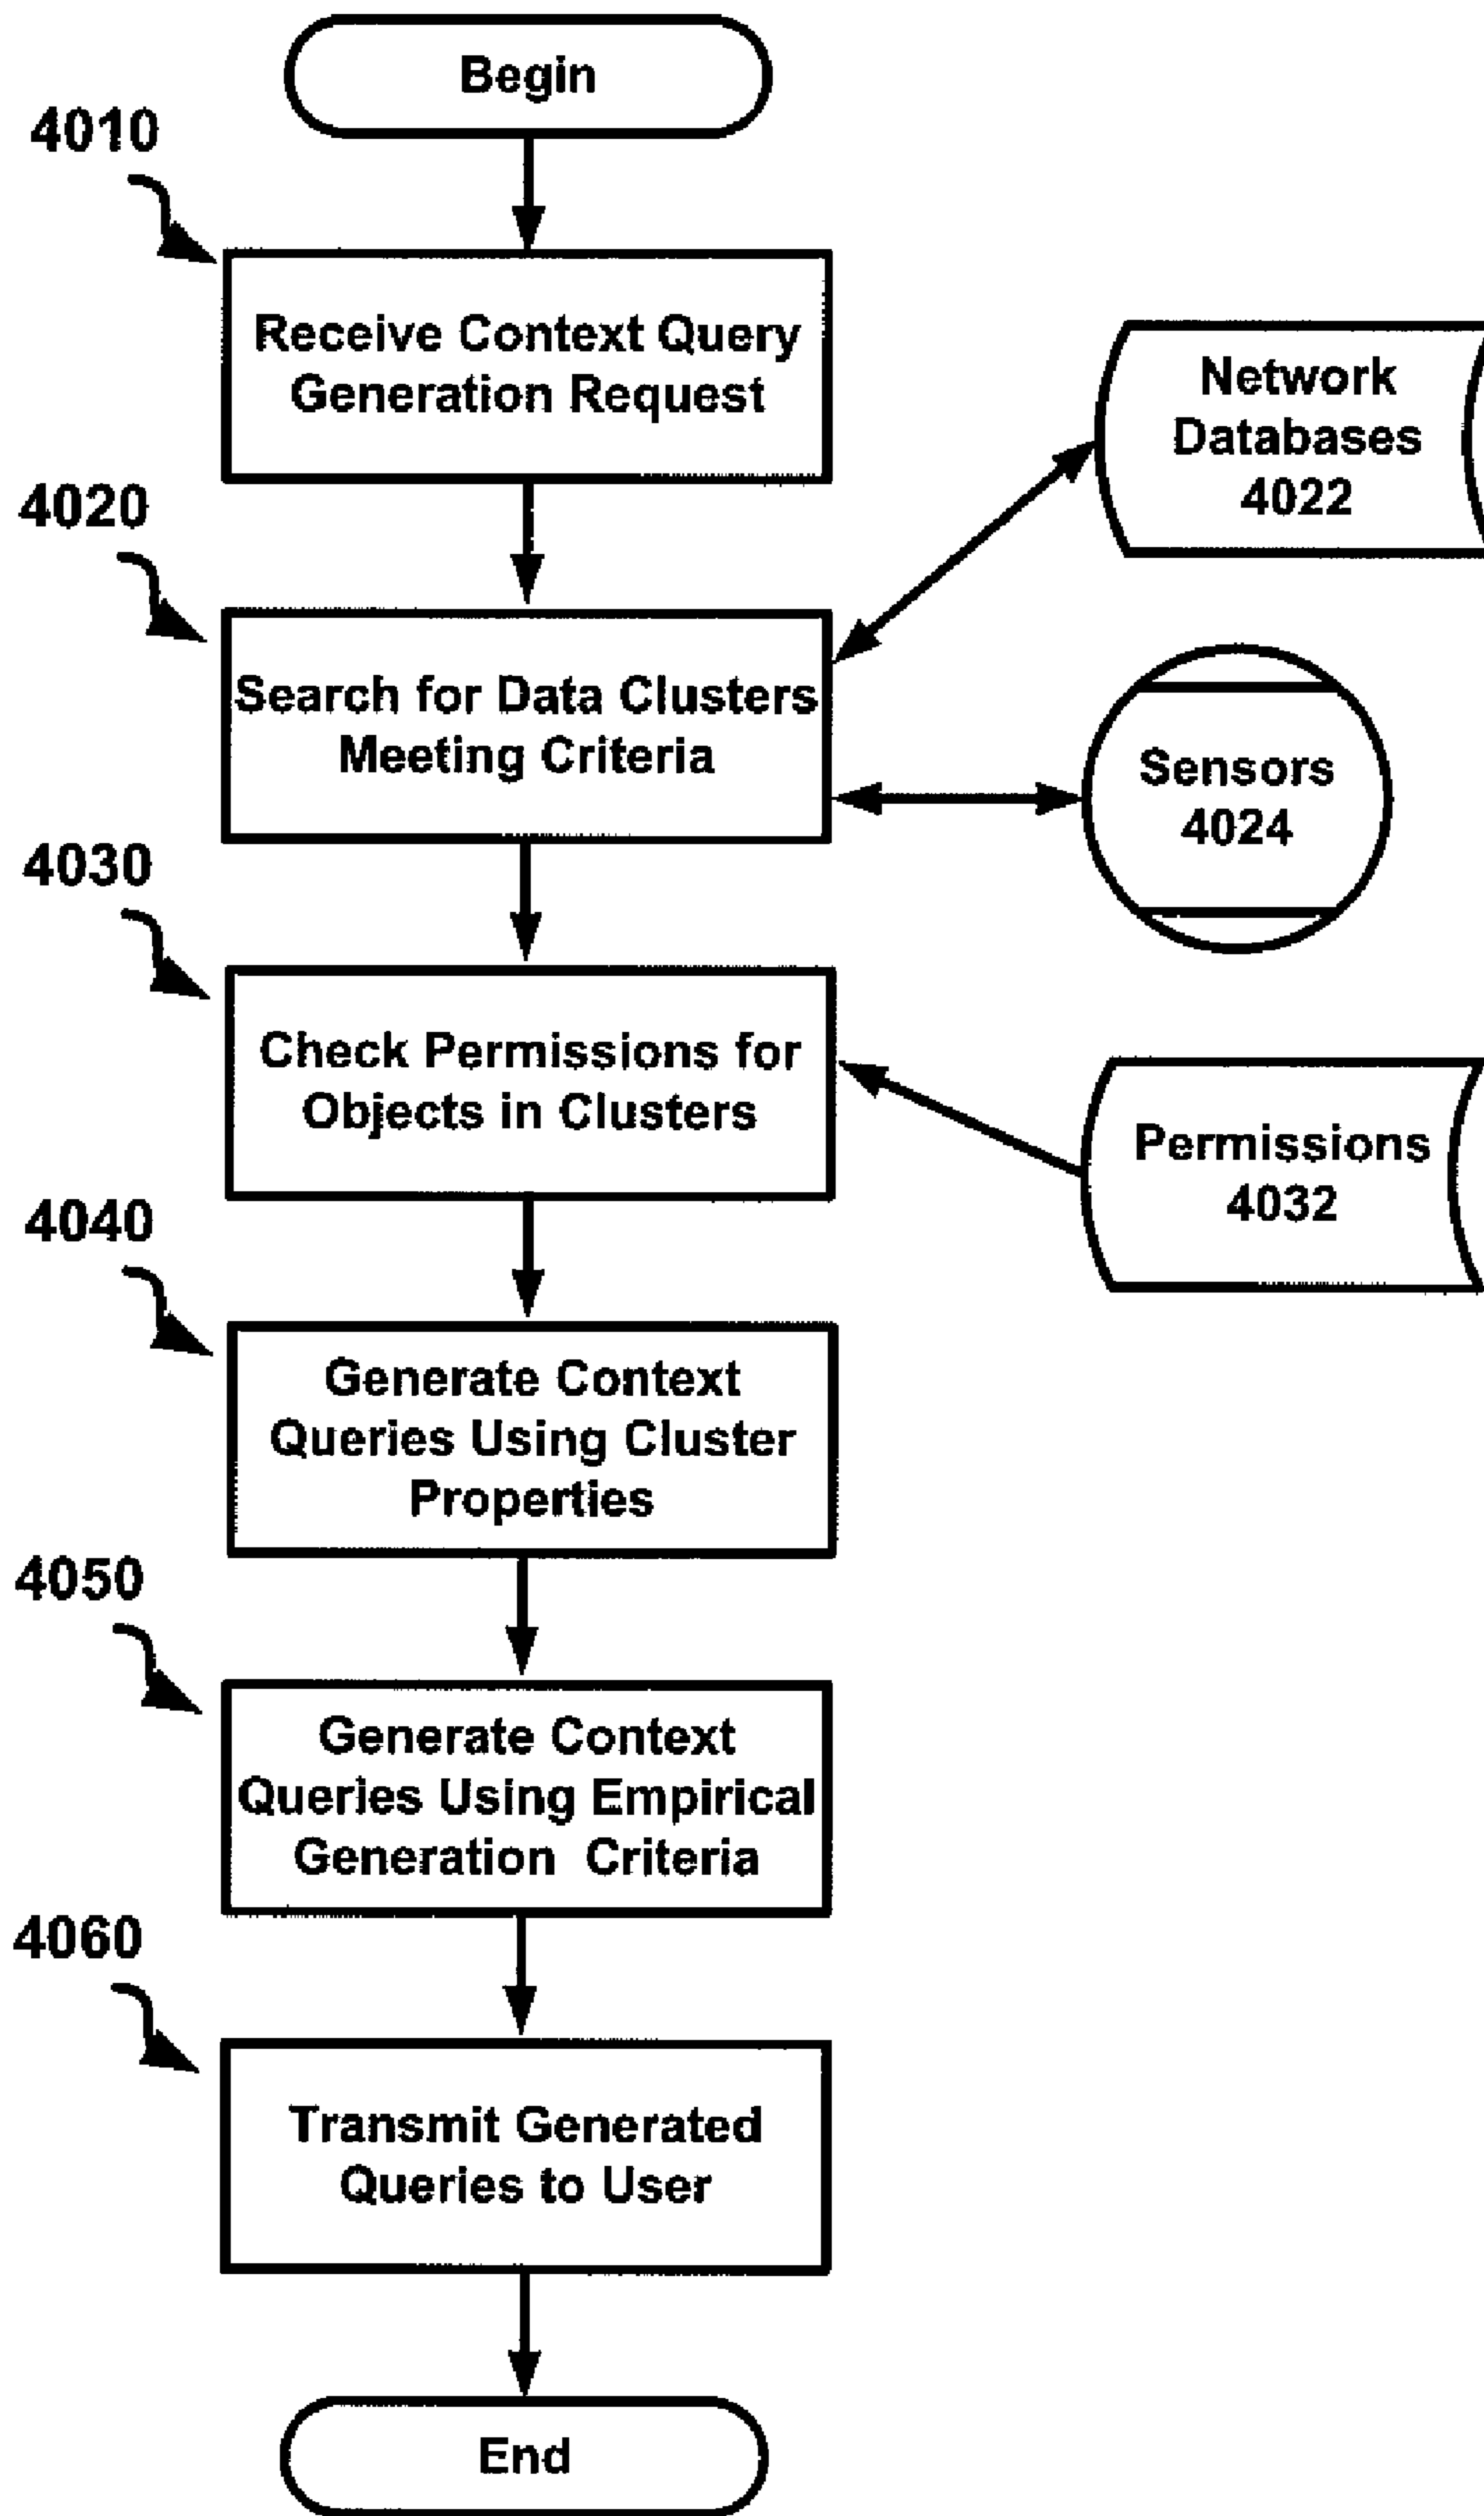 Begin
4010
Receive Context Query
Generation Request
Network
Databases
4022
4020
Search for Data Clusters
Meeting Criteria
Sensors
4024
4030
Check Permissions for
Objects in Clusters
Permissions
4032
4040
Generate Context
Queries Using Cluster
Properties
4050
Generate Context
Queries Using Empirical
Generation Criteria
4060
Transmit Generated
Queries to User
End